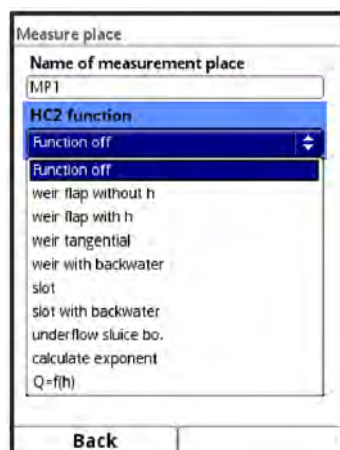 Measure place
Name of measurement place
MP1
HC2 function
Function off
Function off
weir flap without h
weir flap with h
weir tangential
weir with backwater
slot
slot with backwater
underflow sluice bo.
calculate exponent
Q=f(h)
Back